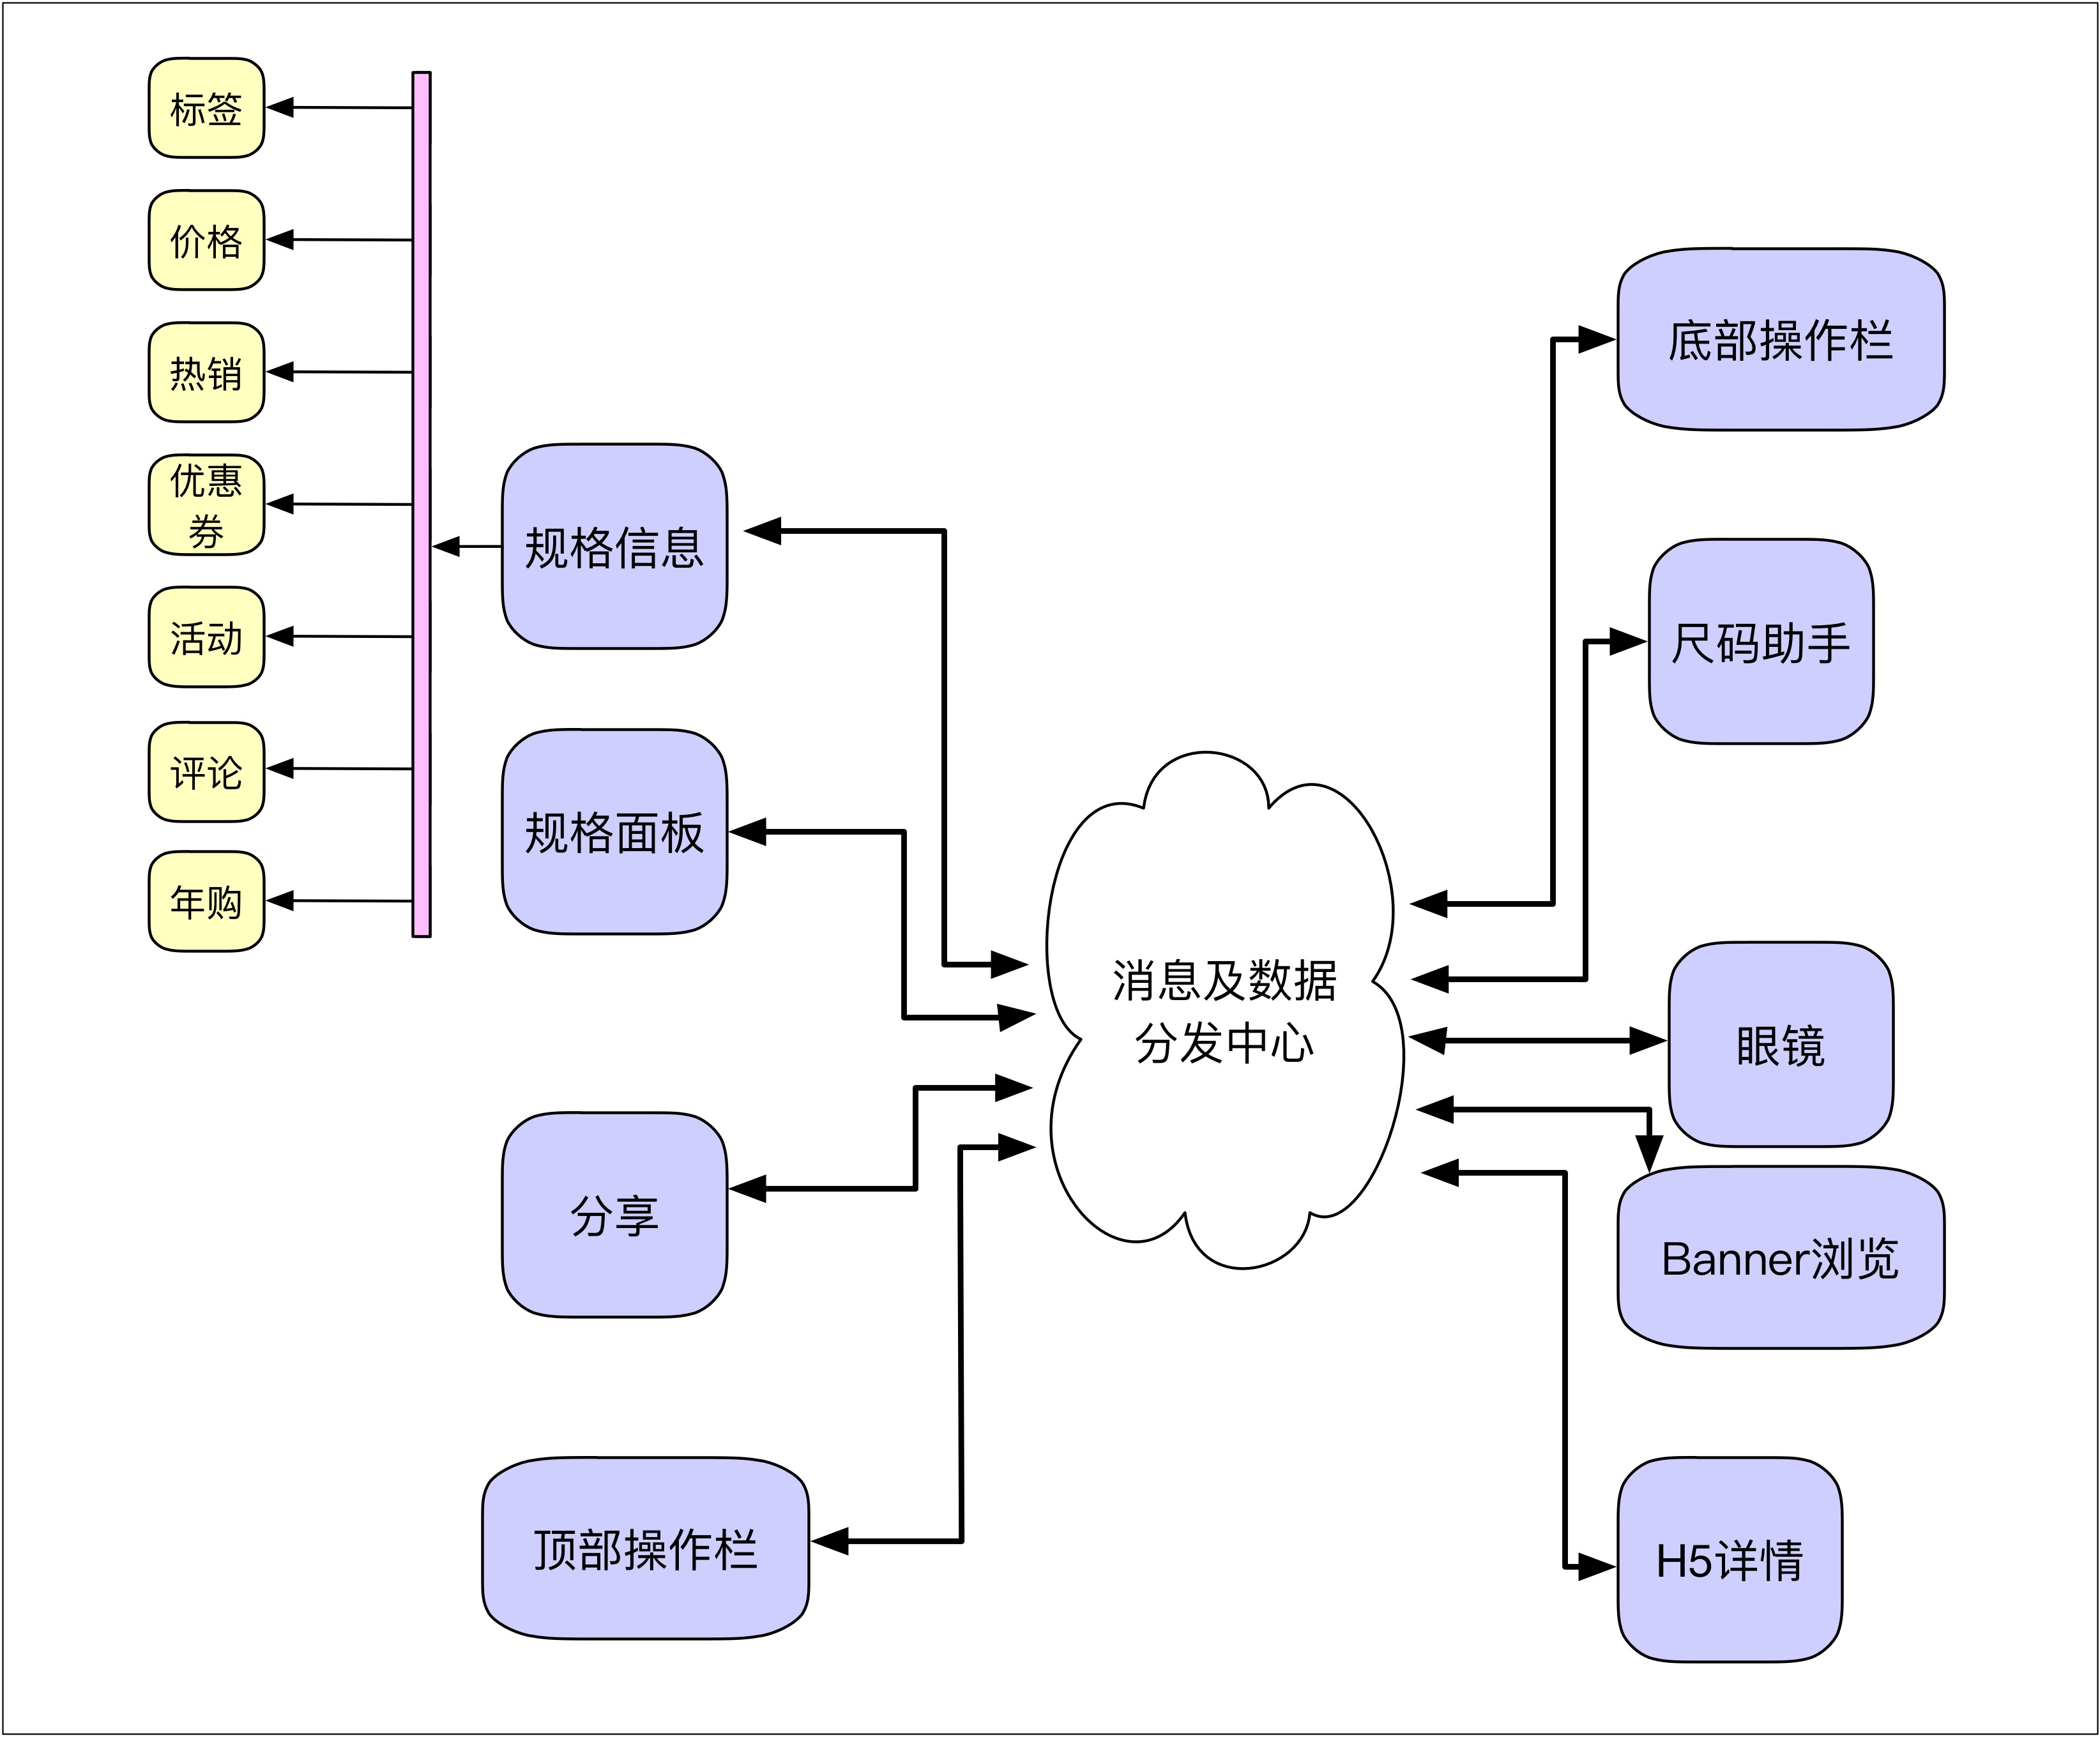 标签
价格
热销
优惠
券
活动
评论
年购
规格信息
规格面板
分享
顶部操作栏
消息及数据
分发中心
底部操作栏
尺码助手
眼镜
Banner浏览
H5详情